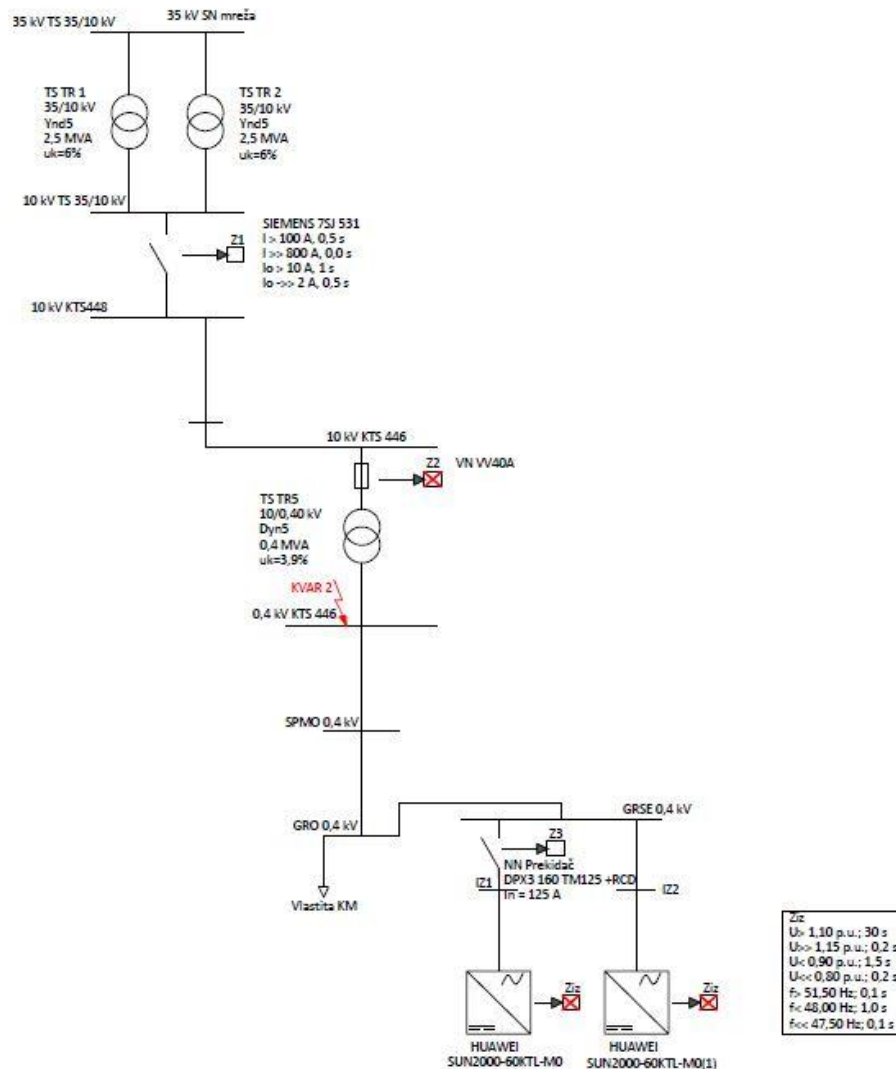 35 kV TS 35/10 kV
35 kV SN mreža
TS TR 1
35/10 kV
Ynd5
2,5 MVA
uk=6%
TS TR 2
35/10 kV
Ynd5
2,5 MVA
uk=6%
10 kV TS 35/10 kV
Z1
SIEMENS 7SJ 531
I > 100 A, 0,5 s
I >> 800 A, 0,0 s
Io > 10 A, 1 s
Io ->> 2 A, 0,5 s
10 kV KTS448
10 kV KTS 446
Z2
VN VV40A
TS TR5
10/0,40 kV
Dyn5
0,4 MVA
uk=3,9%
KVAR 2
0,4 kV KTS 446
SPMO 0,4 kV
GRO 0,4 kV
Vlastita KM
GRSE 0,4 kV
Z3
NN Prekidač
DPX3 160 TM125 +RCD
In = 125 A
IZ1
IZ2
Ziz
Ziz
HUAWEI
SUN2000-60KTL-M0
HUAWEI
SUN2000-60KTL-M0(1)
Ziz
U> 1,10 p.u.; 30 s
U>> 1,15 p.u.; 0,2 s
U< 0,90 p.u.; 1,5 s
U<< 0,80 p.u.; 0,2 s
f> 51,50 Hz; 0,1 s
f< 48,00 Hz; 1,0 s
f<< 47,50 Hz; 0,1 s